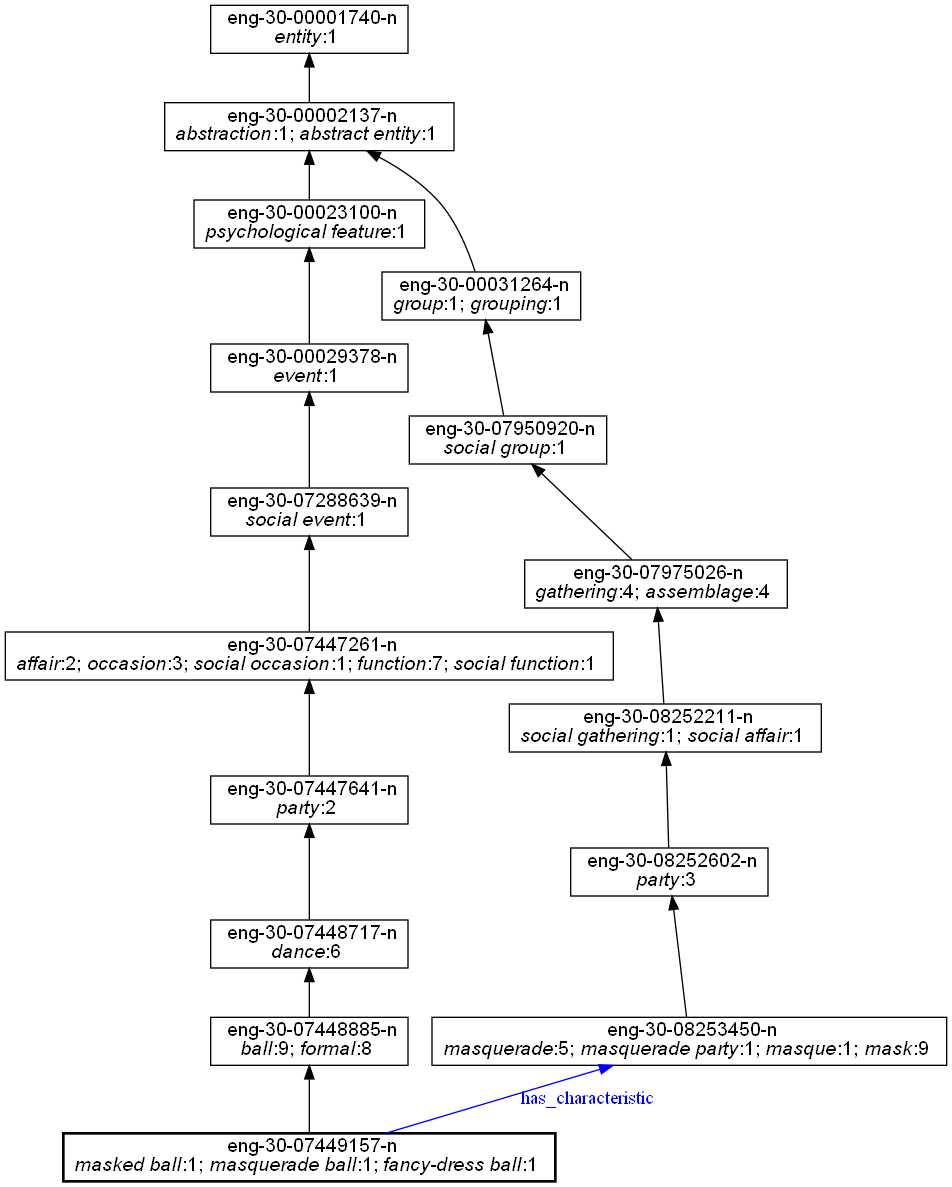 eng-30-00001740-n
entity:1
eng-30-00002137-n
abstraction:1; abstract entity:1
eng-30-00023100-n
psychological feature:1
eng-30-00031264-n
group:1; grouping:1
eng-30-00029378-n
event:1
eng-30-07950920-n
social group:1
eng-30-07288639-n
social event:1
eng-30-07975026-n
gathering:4; assemblage:4
eng-30-07447261-n
affair:2; occasion:3; social occasion:1; function:7; social function:1
eng-30-08252211-n
social gathering:1; social affair:1
eng-30-07447641-n
party:2
eng-30-08252602-n
party:3
eng-30-07448717-n
dance:6
eng-30-07448885-n
ball:9; formal:8
eng-30-08253450-n
masquerade:5; masquerade party:1; masque:1; mask:9
has_characteristic
eng-30-07449157-n
masked ball:1; masquerade ball:1; fancy-dress ball:1